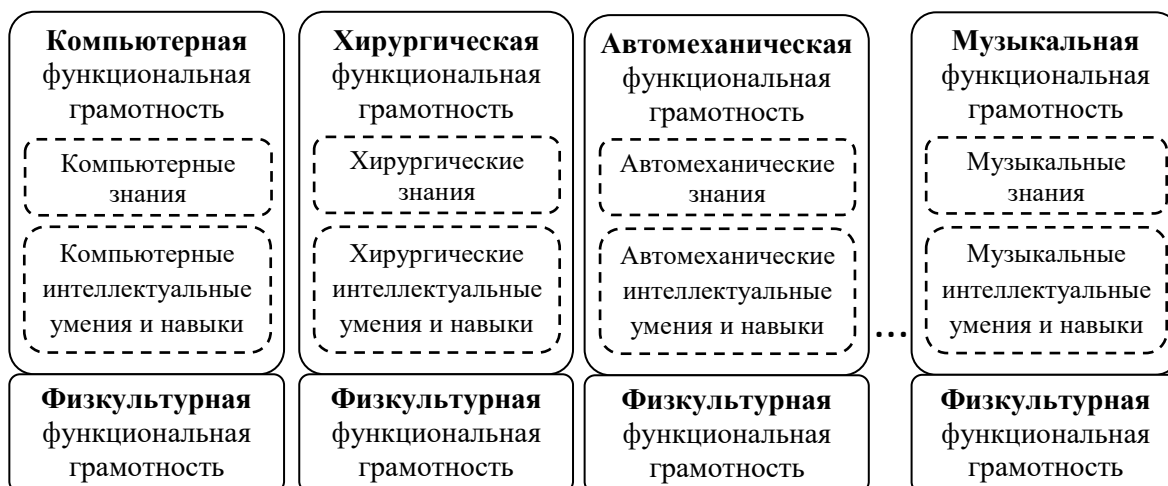 Компьютерная
функциональная
грамотность
Компьютерные
знания
Компьютерные
интеллектуальные
умения и навыки
Физкультурная
функциональная
грамотность
Хирургическая
функциональная
грамотность
Хирургические
знания
Хирургические
интеллектуальные
умения и навыки
Физкультурная
функциональная
грамотность
Автомеханическая
функциональная
грамотность
Автомеханические
знания
Автомеханические
интеллектуальные
умения и навыки
Физкультурная
функциональная
грамотность
...
Музыкальная
функциональная
грамотность
Музыкальные
знания
Музыкальные
интеллектуальные
умения и навыки
Физкультурная
функциональная
грамотность